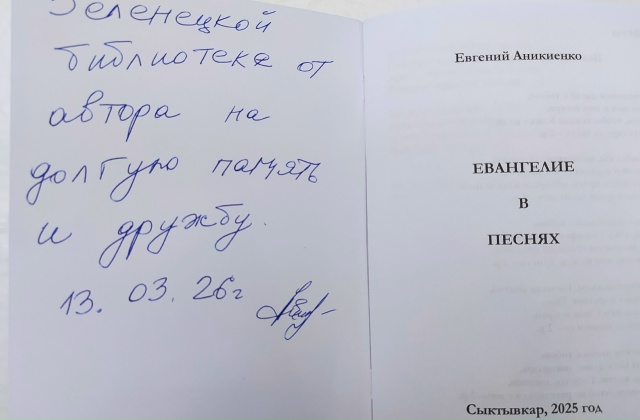 Зеленецкой
библиотеке от
автора на
долгую память
и дружбу.
13. 03. 26г
Евгений Аникиенко
ЕВАНГЕЛИЕ
В
ПЕСНЯХ
Сыктывкар, 2025 год